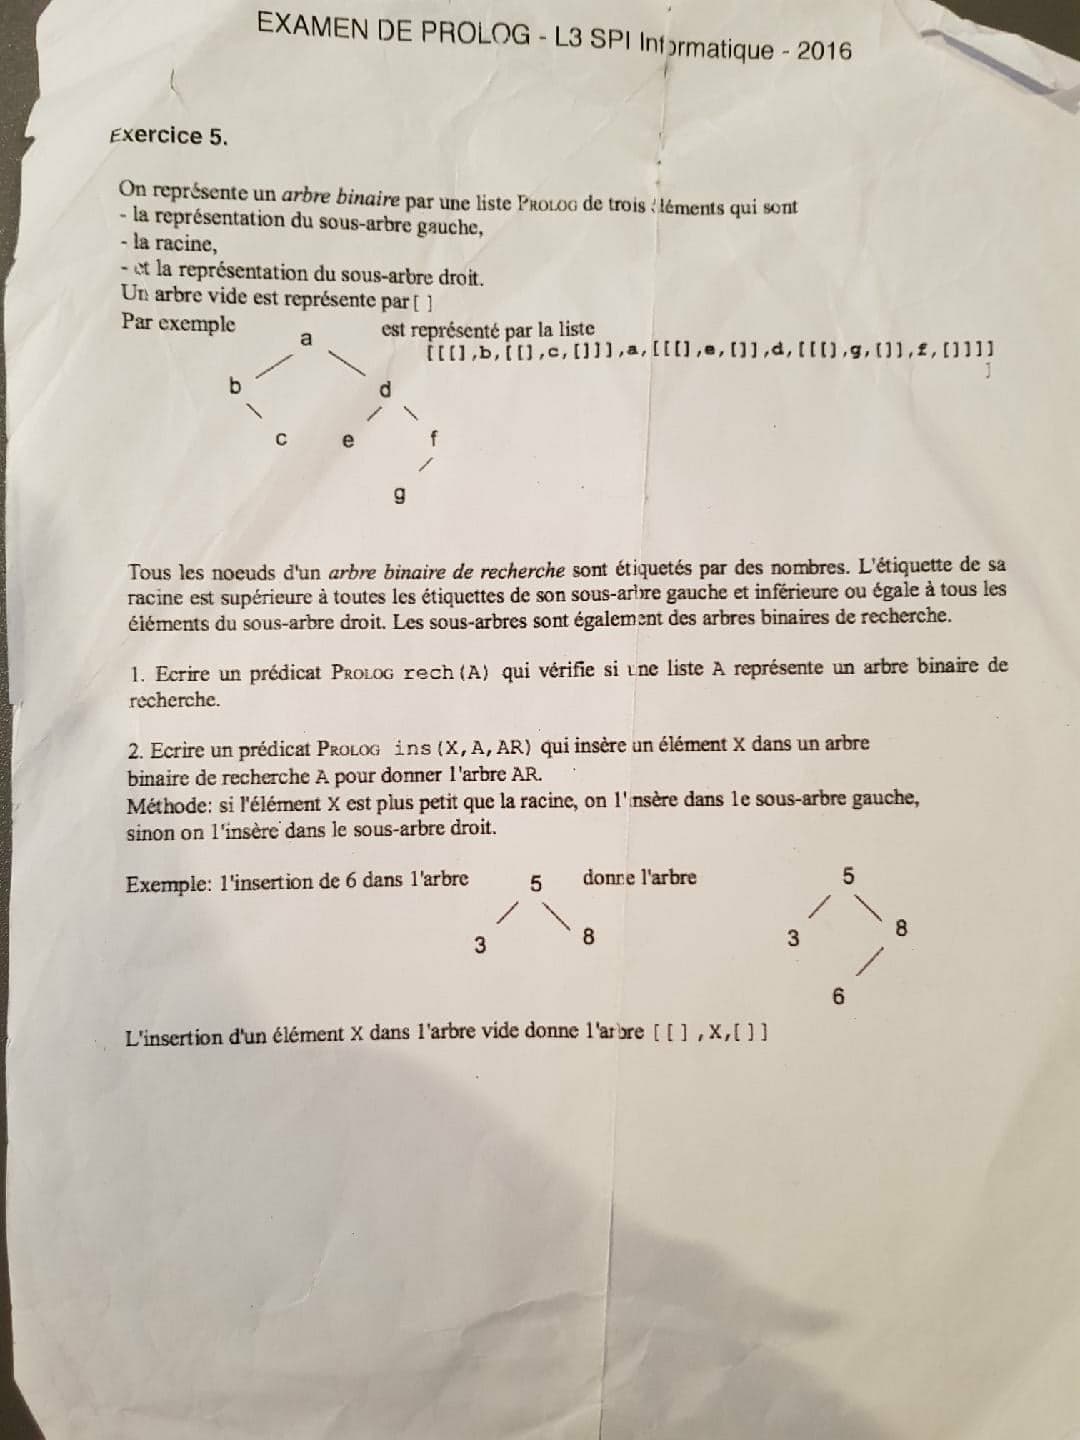 EXAMEN DE PROLOG - L3 SPI Informatique - 2016
Exercice 5.
On représente un arbre binaire par une liste PROLOG de trois éléments qui sont
- la représentation du sous-arbre gauche,
- la racine,
- et la représentation du sous-arbre droit.
Un arbre vide est représente par [ ]
Par exemple
est représenté par la liste
[[[],b,[[],c,[]]],a,[[[],e,[]],d,[[[],g,[]],f,[]]]]
]
a
b
d
c
e
f
g
Tous les noeuds d'un arbre binaire de recherche sont étiquetés par des nombres. L'étiquette de sa
racine est supérieure à toutes les étiquettes de son sous-arbre gauche et inférieure ou égale à tous les
éléments du sous-arbre droit. Les sous-arbres sont également des arbres binaires de recherche.
1. Ecrire un prédicat PROLOG rech(A) qui vérifie si une liste A représente un arbre binaire de
recherche.
2. Ecrire un prédicat PROLOG ins(X,A,AR) qui insère un élément X dans un arbre
binaire de recherche A pour donner l'arbre AR.
Méthode: si l'élément X est plus petit que la racine, on l'insère dans le sous-arbre gauche,
sinon on l'insère dans le sous-arbre droit.
Exemple: l'insertion de 6 dans l'arbre
5
3
8
donne l'arbre
5
3
8
6
L'insertion d'un élément X dans l'arbre vide donne l'arbre [[],X,[]]